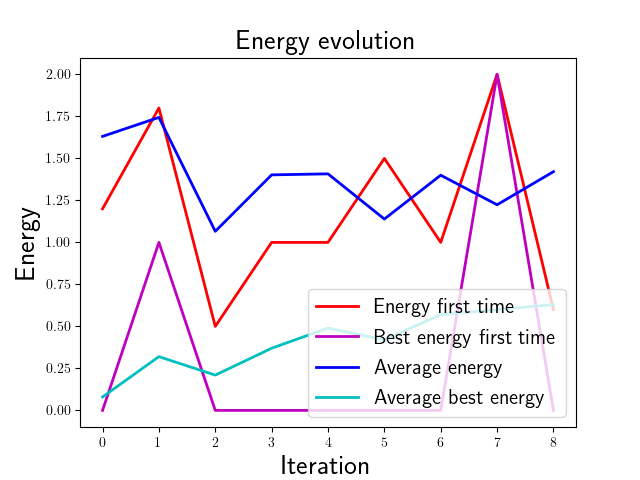 Energy evolution
Energy
2.00
1.75
1.50
1.25
1.00
0.75
0.50
0.25
0.00
Energy first time
Best energy first time
Average energy
Average best energy
0 1 2 3 4 5 6 7 8
Iteration